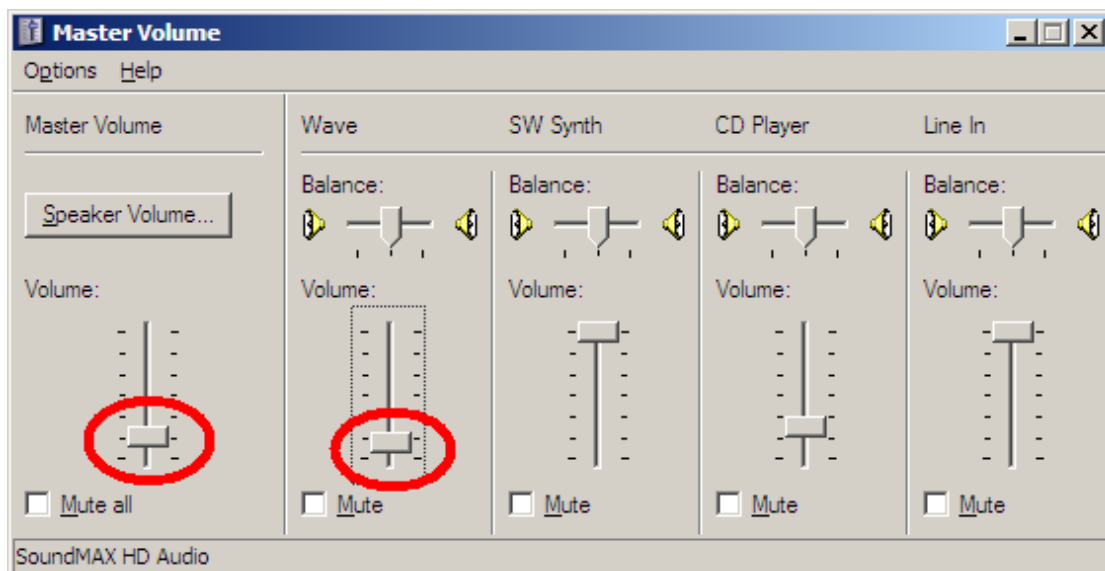 Master Volume
Options Help
Master Volume Wave SW Synth CD Player Line In
Balance: Balance: Balance: Balance:
Speaker Volume...
Volume: Volume: Volume: Volume: Volume:
Mute all Mute Mute Mute Mute
SoundMAX HD Audio